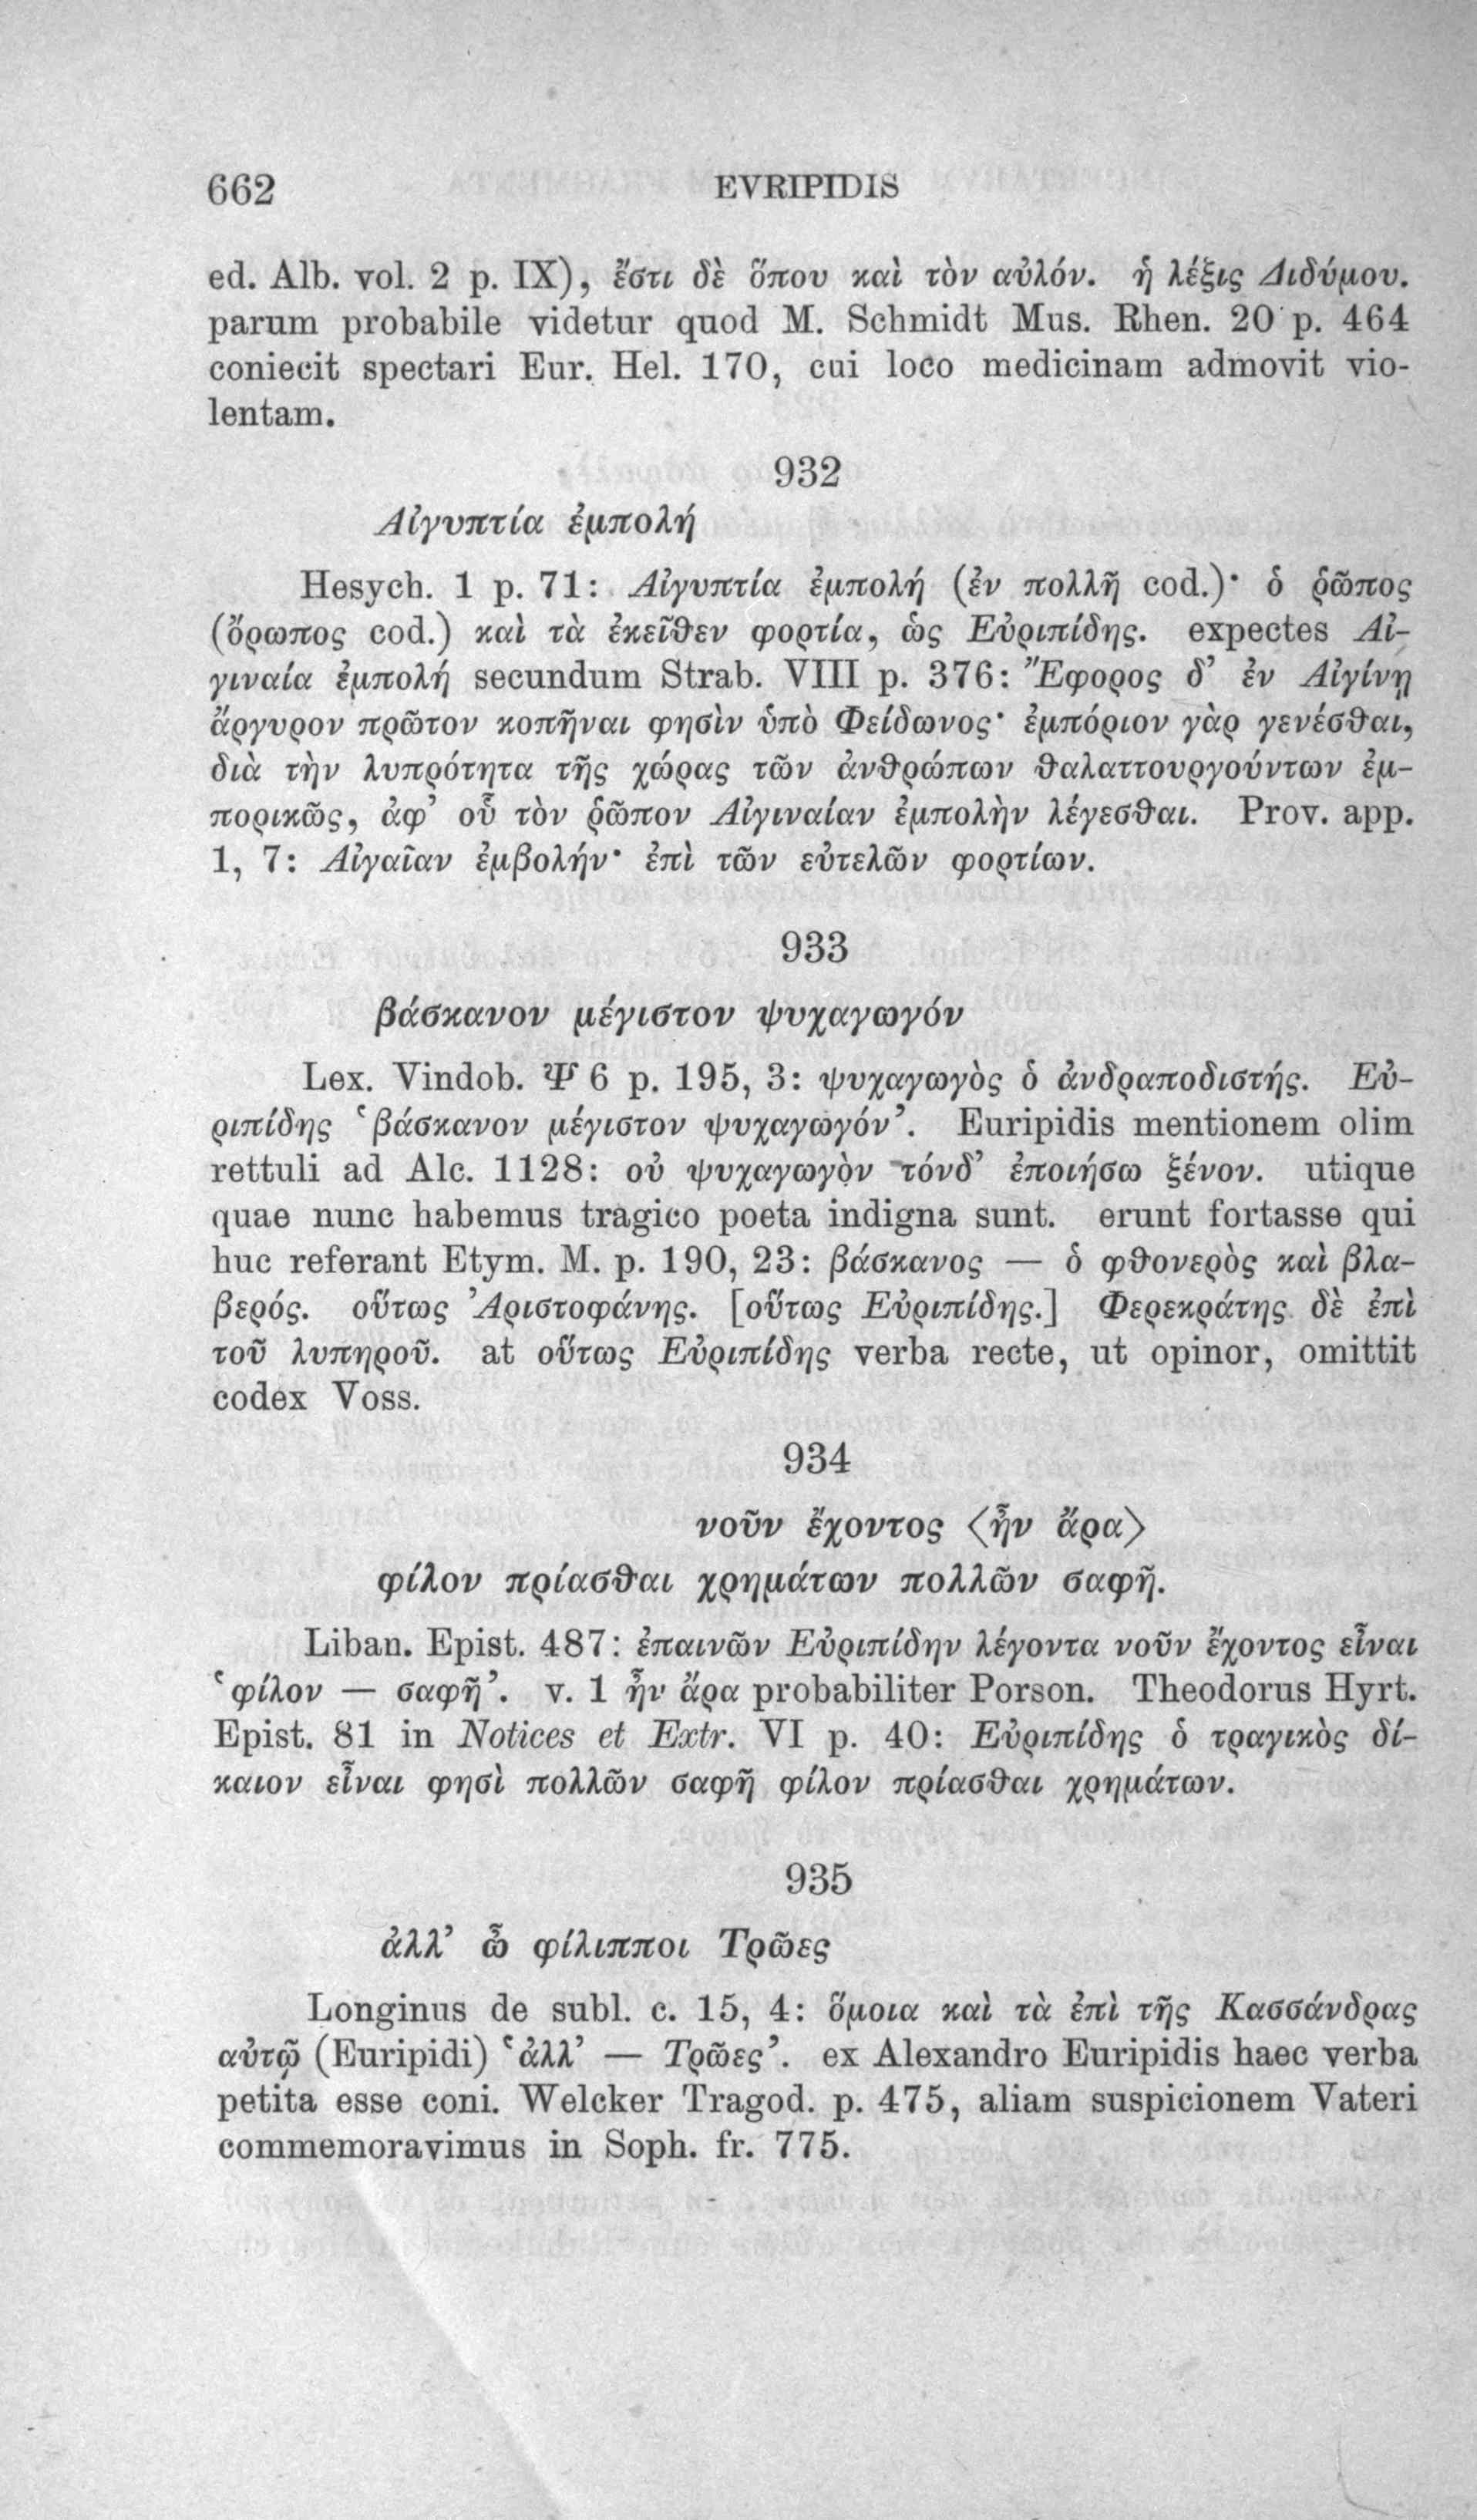 662 EVRIPIDIS
ed. Alb. vol. 2 p. IX), ἔστι δὲ ὅπου καὶ τὸν αὐλόν. ἡ λέξις Διδύμου.
parum probabile videtur quod M. Schmidt Mus. Rhen. 20 p. 464
coniecit spectari Eur. Hel. 170, cui loco medicinam admovit vio-
lentam.
932
Αἰγυπτία ἐμπολή
Hesych. 1 p. 71: Αἰγυπτία ἐμπολή (ἐν πολλῇ cod.)· ὁ ῥῶπος
(ὄρωπος cod.) καὶ τὰ ἐκεῖθεν φορτία, ὡς Εὐριπίδης. expectes Αἰ-
γιναία ἐμπολή secundum Strab. VIII p. 376: Ἔφορος δ’ ἐν Αἰγίνῃ
ἄργυρον πρῶτον κοπῆναι φησὶν ὑπὸ Φείδωνος· ἐμπόριον γὰρ γενέσθαι,
διὰ τὴν λυπρότητα τῆς χώρας τῶν ἀνθρώπων θαλαττουργούντων ἐμ-
πορικῶς, ἀφ’ οὗ τὸν ῥῶπον Αἰγιναίαν ἐμπολὴν λέγεσθαι. Prov. app.
1, 7: Αἰγαῖαν ἐμβολήν· ἐπὶ τῶν εὐτελῶν φορτίων.
933
βάσκανον μέγιστον ψυχαγωγόν
Lex. Vindob. Ψ 6 p. 195, 3: ψυχαγωγὸς ὁ ἀνδραποδιστής. Εὐ-
ριπίδης ‘βάσκανον μέγιστον ψυχαγωγόν’. Euripidis mentionem olim
rettuli ad Alc. 1128: οὐ ψυχαγωγὸν τόνδ’ ἐποιήσω ξένον. utique
quae nunc habemus tragico poeta indigna sunt. erunt fortasse qui
huc referant Etym. M. p. 190, 23: βάσκανος — ὁ φθονερὸς καὶ βλα-
βερός. οὕτως Ἀριστοφάνης. [οὕτως Εὐριπίδης.] Φερεκράτης δὲ ἐπὶ
τοῦ λυπηροῦ. at οὕτως Εὐριπίδης verba recte, ut opinor, omittit
codex Voss.
934
νοῦν ἔχοντος ⟨ἦν ἄρα⟩
φίλον πρίασθαι χρημάτων πολλῶν σαφῆ.
Liban. Epist. 487: ἐπαινῶν Εὐριπίδην λέγοντα νοῦν ἔχοντος εἶναι
‘φίλον — σαφῆ’. v. 1 ἦν ἄρα probabiliter Porson. Theodorus Hyrt.
Epist. 81 in Notices et Extr. VI p. 40: Εὐριπίδης ὁ τραγικὸς δί-
καιον εἶναι φησὶ πολλῶν σαφῆ φίλον πρίασθαι χρημάτων.
935
ἀλλ’ ὦ φίλιπποι Τρῶες
Longinus de subl. c. 15, 4: ὅμοια καὶ τὰ ἐπὶ τῆς Κασσάνδρας
αὐτῷ (Euripidi) ‘ἀλλ’ — Τρῶες’. ex Alexandro Euripidis haec verba
petita esse coni. Welcker Tragod. p. 475, aliam suspicionem Vateri
commemoravimus in Soph. fr. 775.